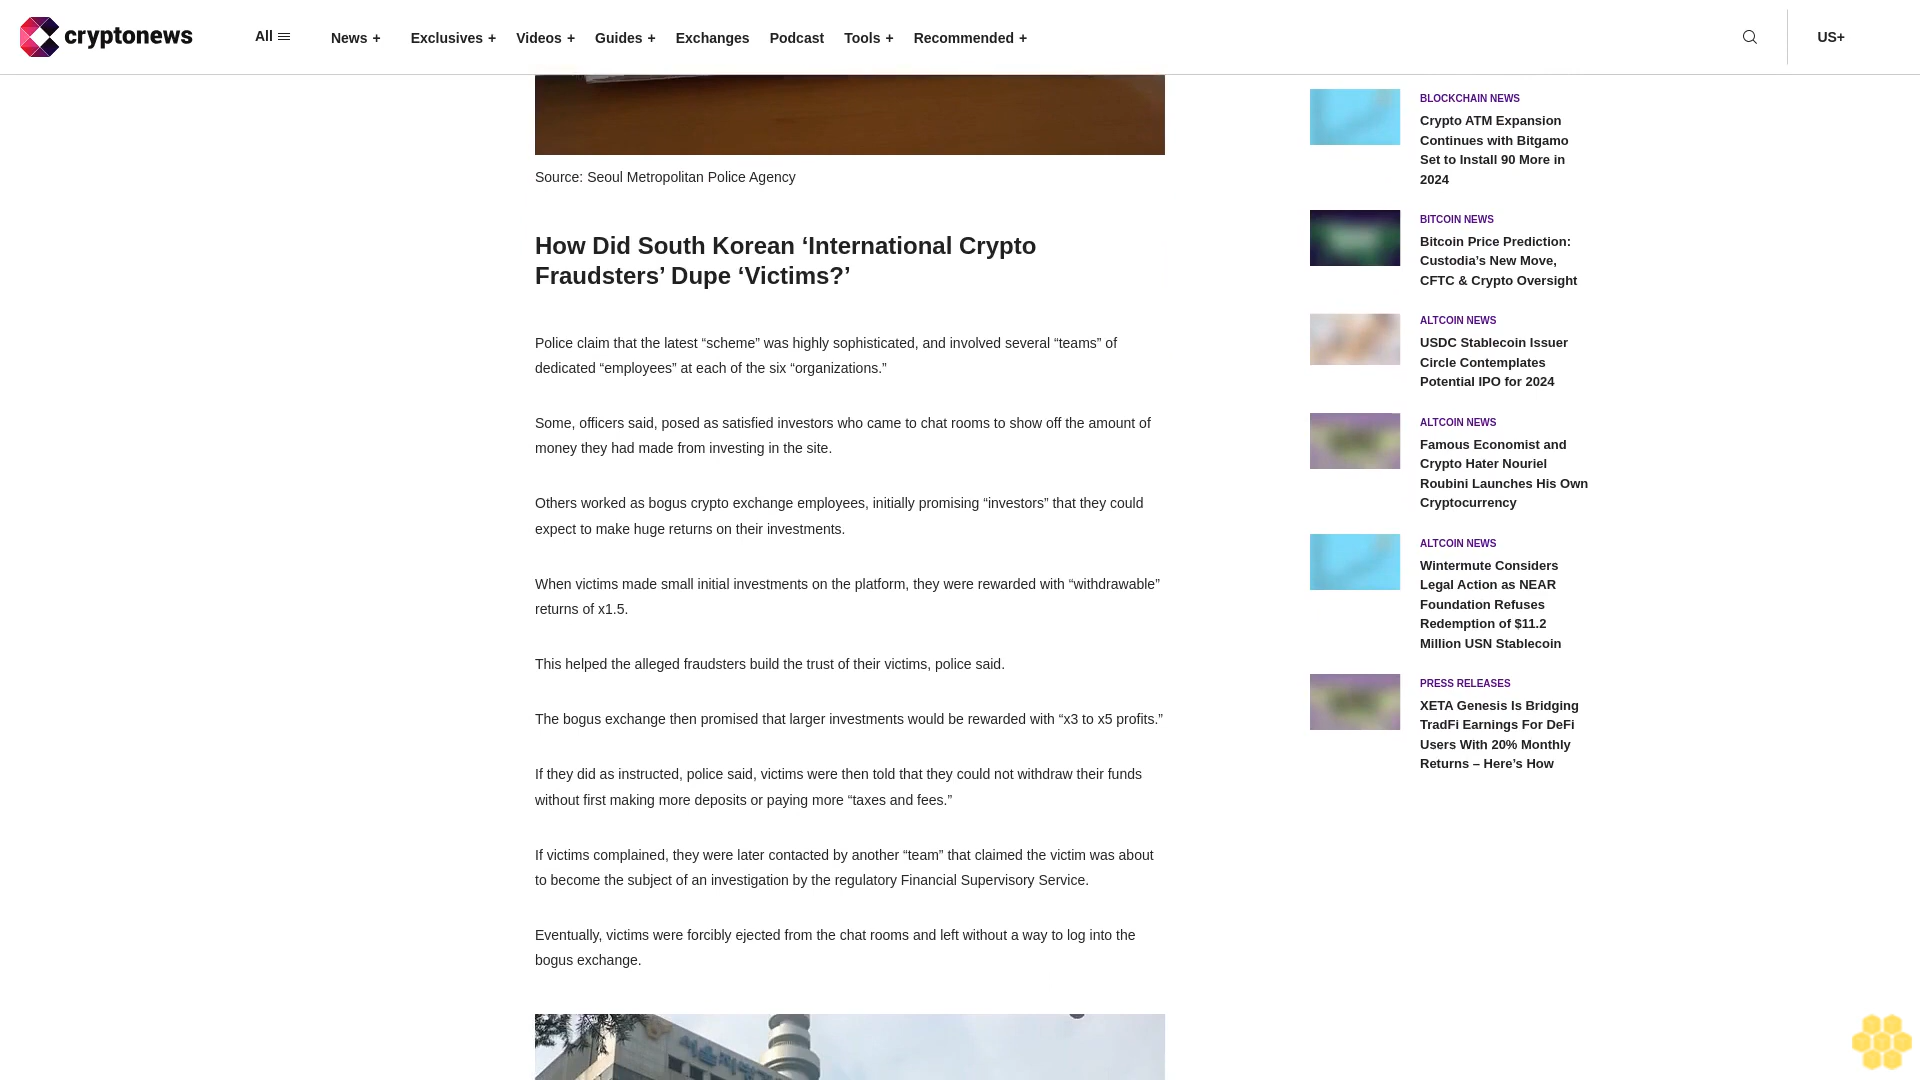 cryptonews
All
News +
Exclusives +
Videos +
Guides +
Exchanges
Podcast
Tools +
Recommended +
US+
Source: Seoul Metropolitan Police Agency
How Did South Korean ‘International Crypto
Fraudsters’ Dupe ‘Victims?’
Police claim that the latest “scheme” was highly sophisticated, and involved several “teams” of
dedicated “employees” at each of the six “organizations.”
Some, officers said, posed as satisfied investors who came to chat rooms to show off the amount of
money they had made from investing in the site.
Others worked as bogus crypto exchange employees, initially promising “investors” that they could
expect to make huge returns on their investments.
When victims made small initial investments on the platform, they were rewarded with “withdrawable”
returns of x1.5.
This helped the alleged fraudsters build the trust of their victims, police said.
The bogus exchange then promised that larger investments would be rewarded with “x3 to x5 profits.”
If they did as instructed, police said, victims were then told that they could not withdraw their funds
without first making more deposits or paying more “taxes and fees.”
If victims complained, they were later contacted by another “team” that claimed the victim was about
to become the subject of an investigation by the regulatory Financial Supervisory Service.
Eventually, victims were forcibly ejected from the chat rooms and left without a way to log into the
bogus exchange.
BLOCKCHAIN NEWS
Crypto ATM Expansion
Continues with Bitgamo
Set to Install 90 More in
2024
BITCOIN NEWS
Bitcoin Price Prediction:
Custodia’s New Move,
CFTC & Crypto Oversight
ALTCOIN NEWS
USDC Stablecoin Issuer
Circle Contemplates
Potential IPO for 2024
ALTCOIN NEWS
Famous Economist and
Crypto Hater Nouriel
Roubini Launches His Own
Cryptocurrency
ALTCOIN NEWS
Wintermute Considers
Legal Action as NEAR
Foundation Refuses
Redemption of $11.2
Million USN Stablecoin
PRESS RELEASES
XETA Genesis Is Bridging
TradFi Earnings For DeFi
Users With 20% Monthly
Returns – Here’s How